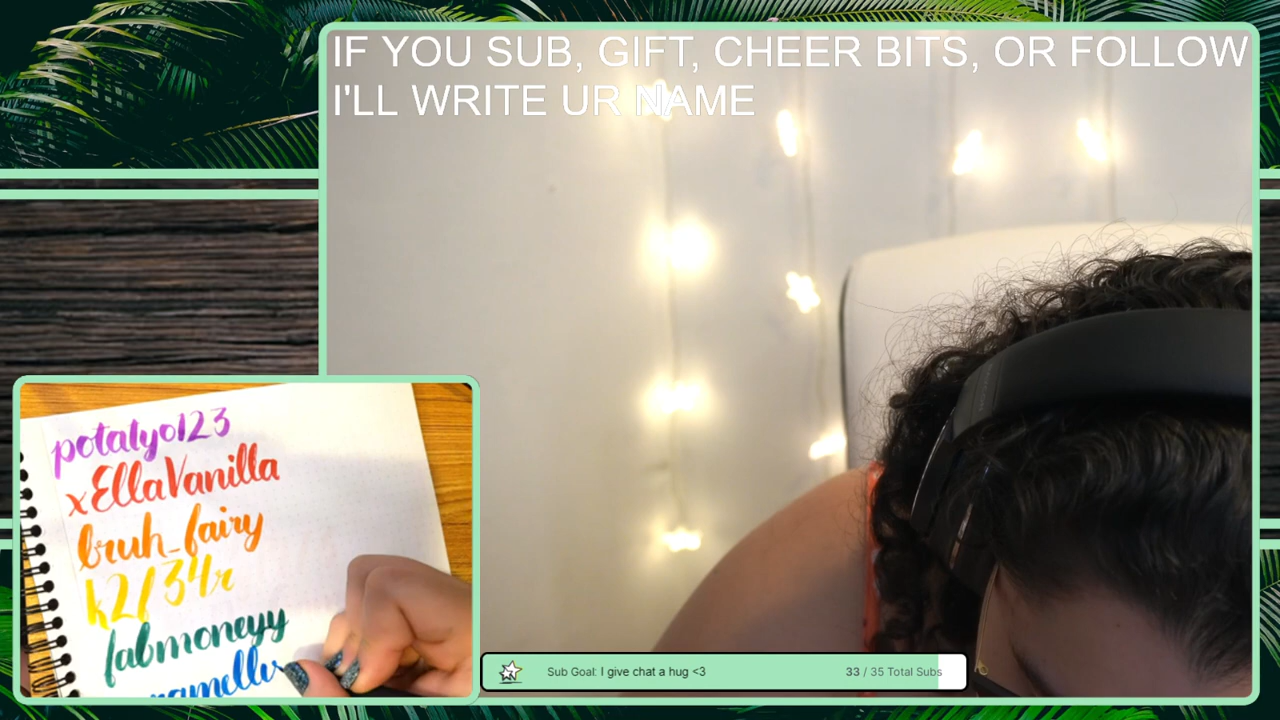 IF YOU SUB, GIFT, CHEER BITS, OR FOLLOW
I'LL WRITE UR NAME
potatyo123
xEllaVanilla
bruh_fairy
fabmoneyy
Sub Goal: I give chat a hug <3
33 / 35 Total Subs